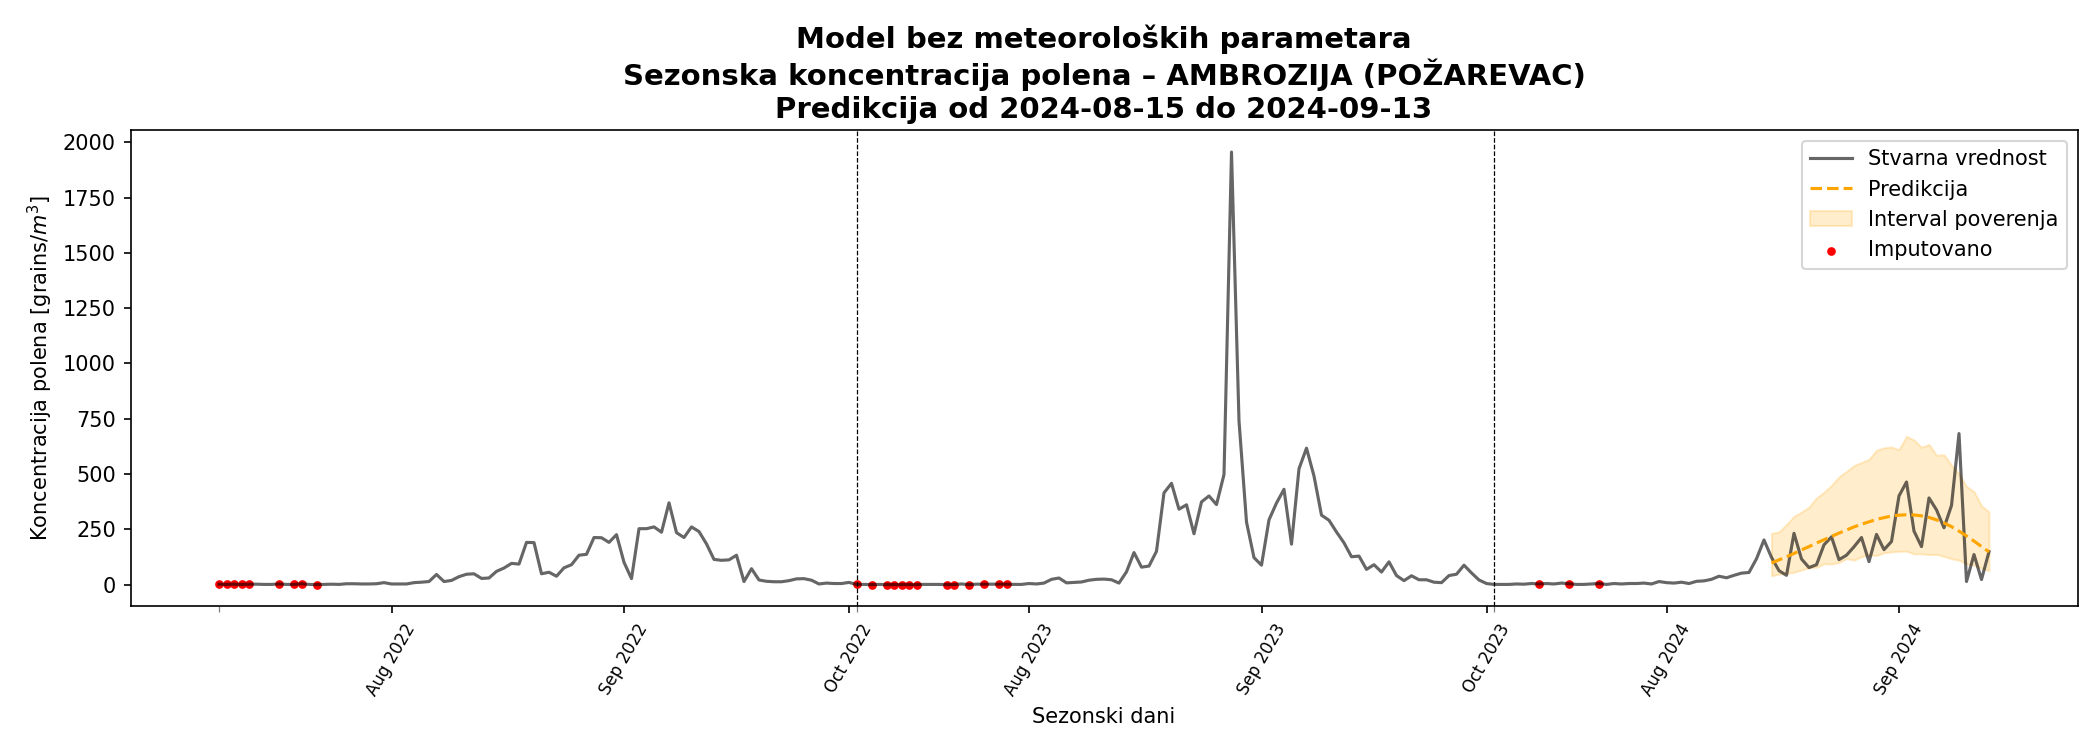 Model bez meteoroloških parametara
Sezonska koncentracija polena – AMBROZIJA (POŽAREVAC)
Predikcija od 2024-08-15 do 2024-09-13
Koncentracija polena [grains/m³]
2000
1750
1500
1250
1000
750
500
250
0
Stvarna vrednost
Predikcija
Interval poverenja
Imputovano
Aug 2022
Sep 2022
Oct 2022
Aug 2023
Sep 2023
Oct 2023
Aug 2024
Sep 2024
Sezonski dani